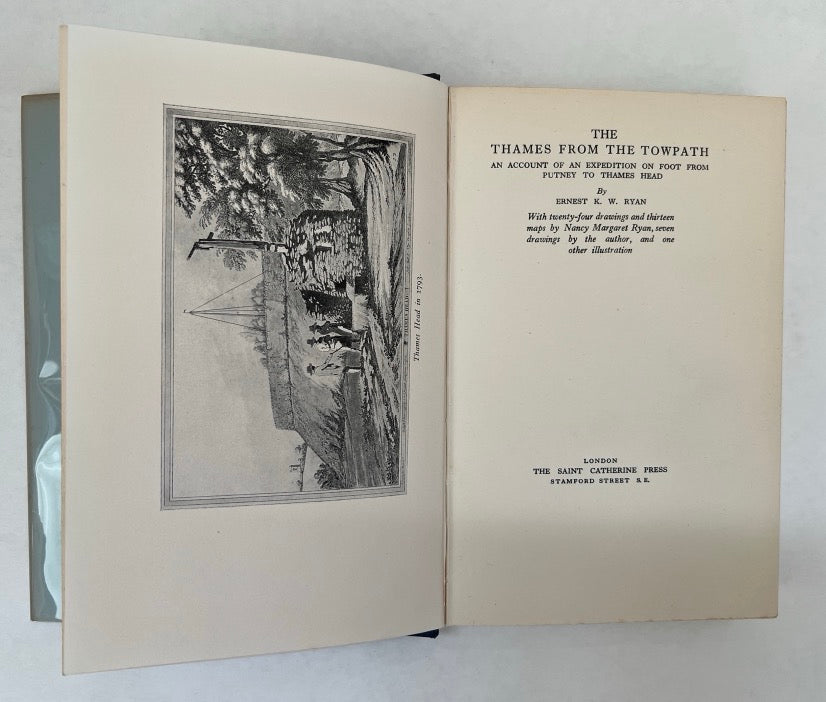 Thames Head in 1793.
THE
THAMES FROM THE TOWPATH
AN ACCOUNT OF AN EXPEDITION ON FOOT FROM
PUTNEY TO THAMES HEAD
By
ERNEST K. W. RYAN
With twenty-four drawings and thirteen
maps by Nancy Margaret Ryan, seven
drawings by the author, and one
other illustration
LONDON
THE SAINT CATHERINE PRESS
STAMFORD STREET S.E.